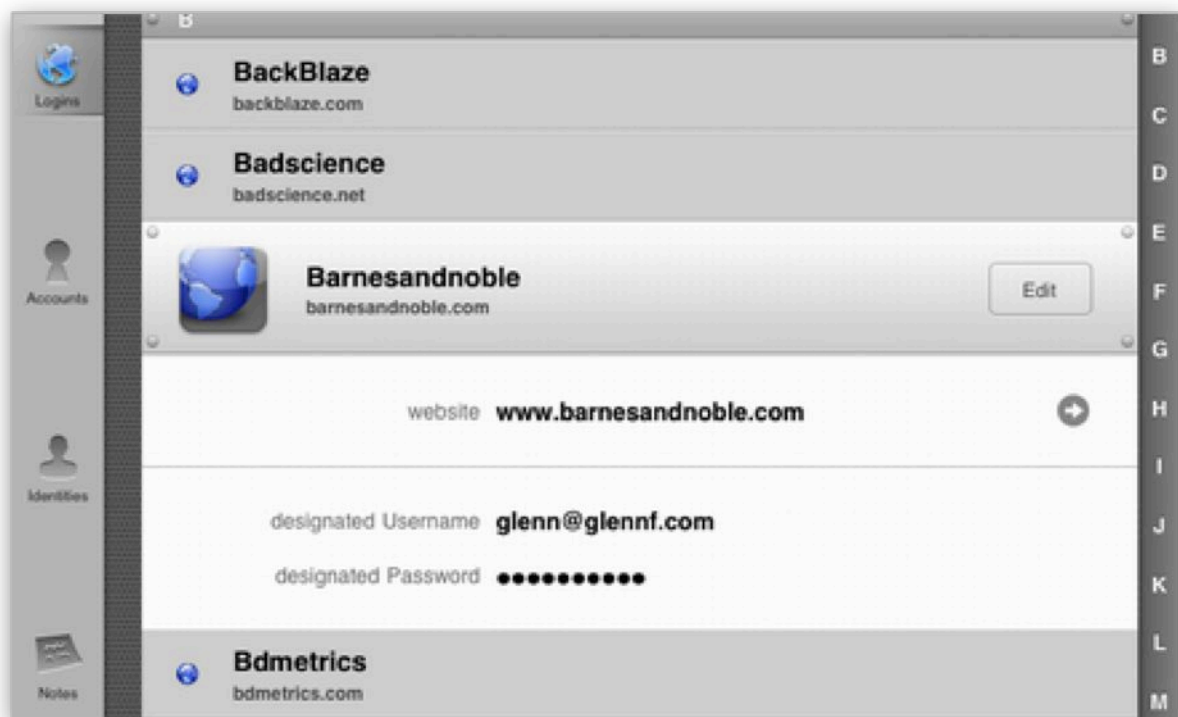 B
Logins
Accounts
Identities
Notes
BackBlaze
backblaze.com
Badscience
badscience.net
Barnesandnoble
barnesandnoble.com
Edit
website www.barnesandnoble.com
designated Username glenn@glennf.com
designated Password ••••••••••
Bdmetrics
bdmetrics.com
B
C
D
E
F
G
H
I
J
K
L
M